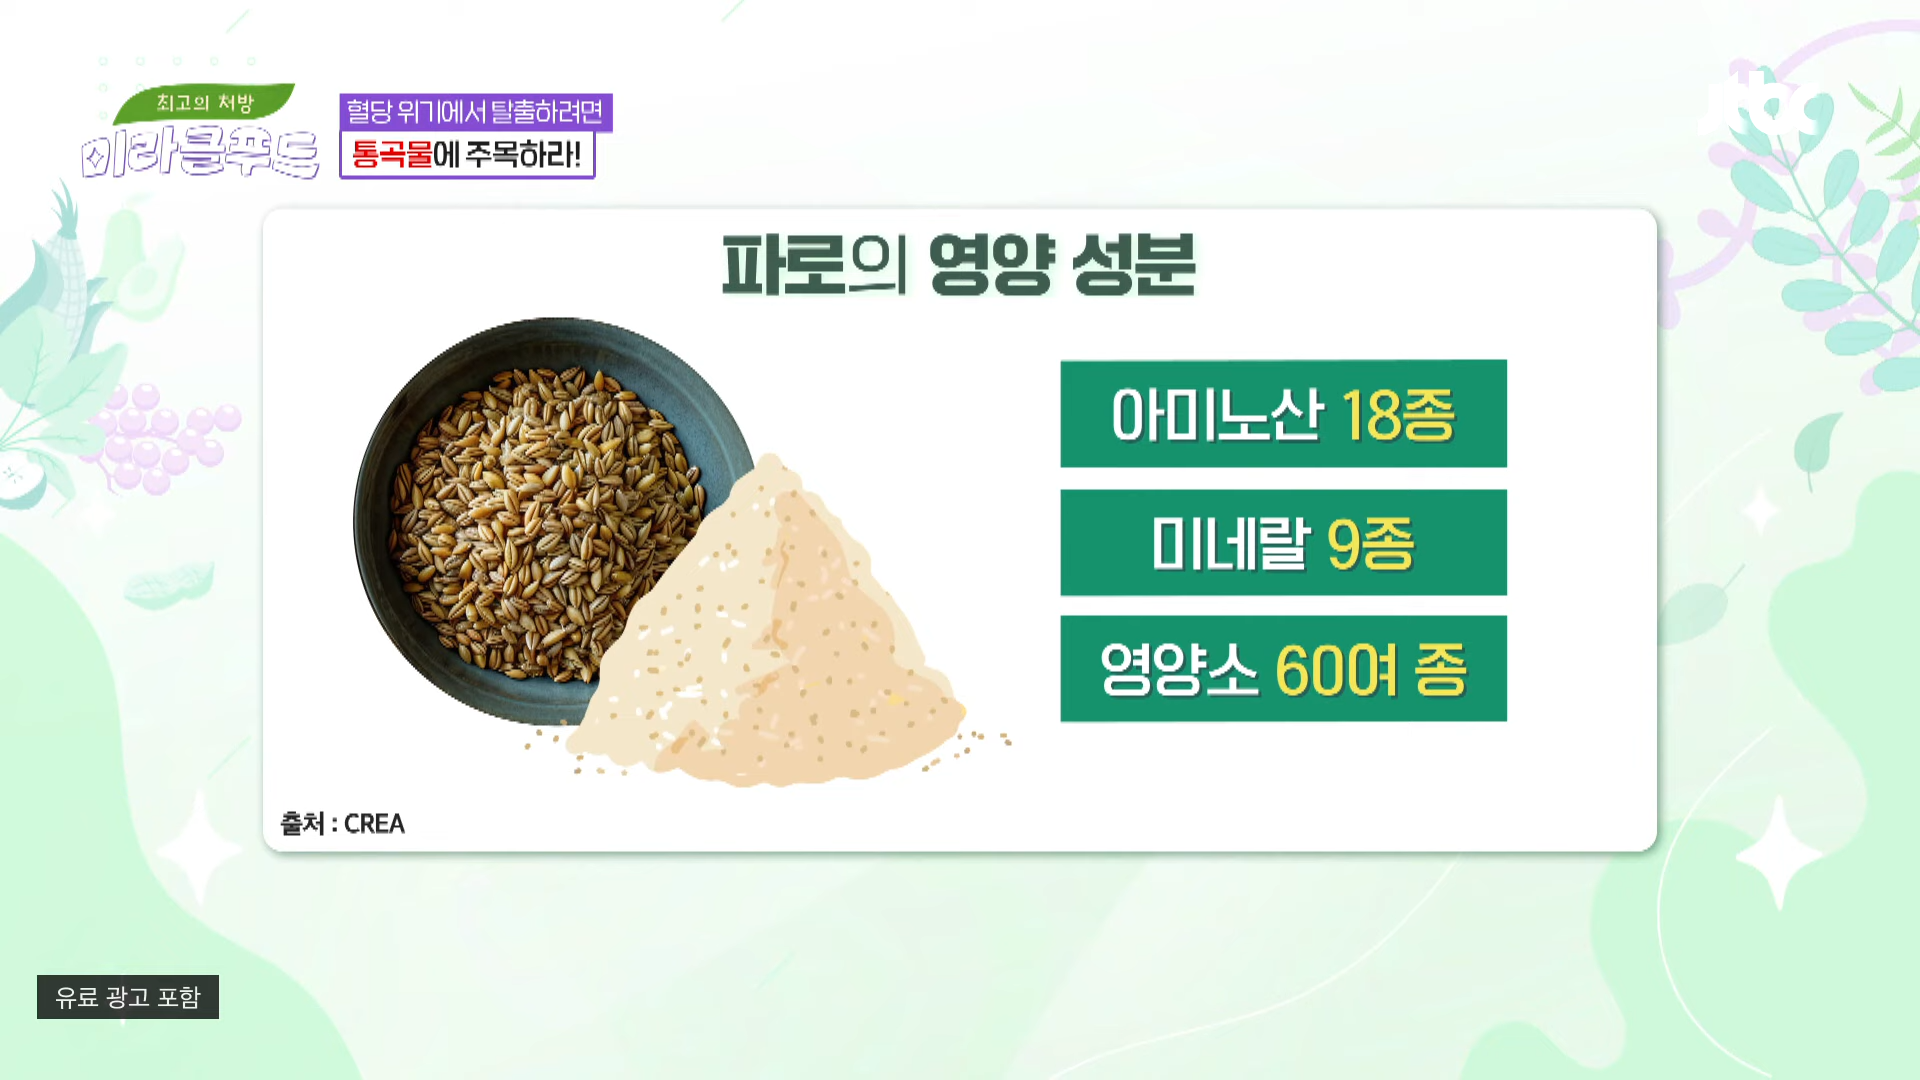 최고의 처방
미라클푸드
혈당 위기에서 탈출하려면
통곡물에 주목하라!
jtbc
파로의 영양 성분
아미노산 18종
미네랄 9종
영양소 60여 종
출처 : CREA
유료 광고 포함